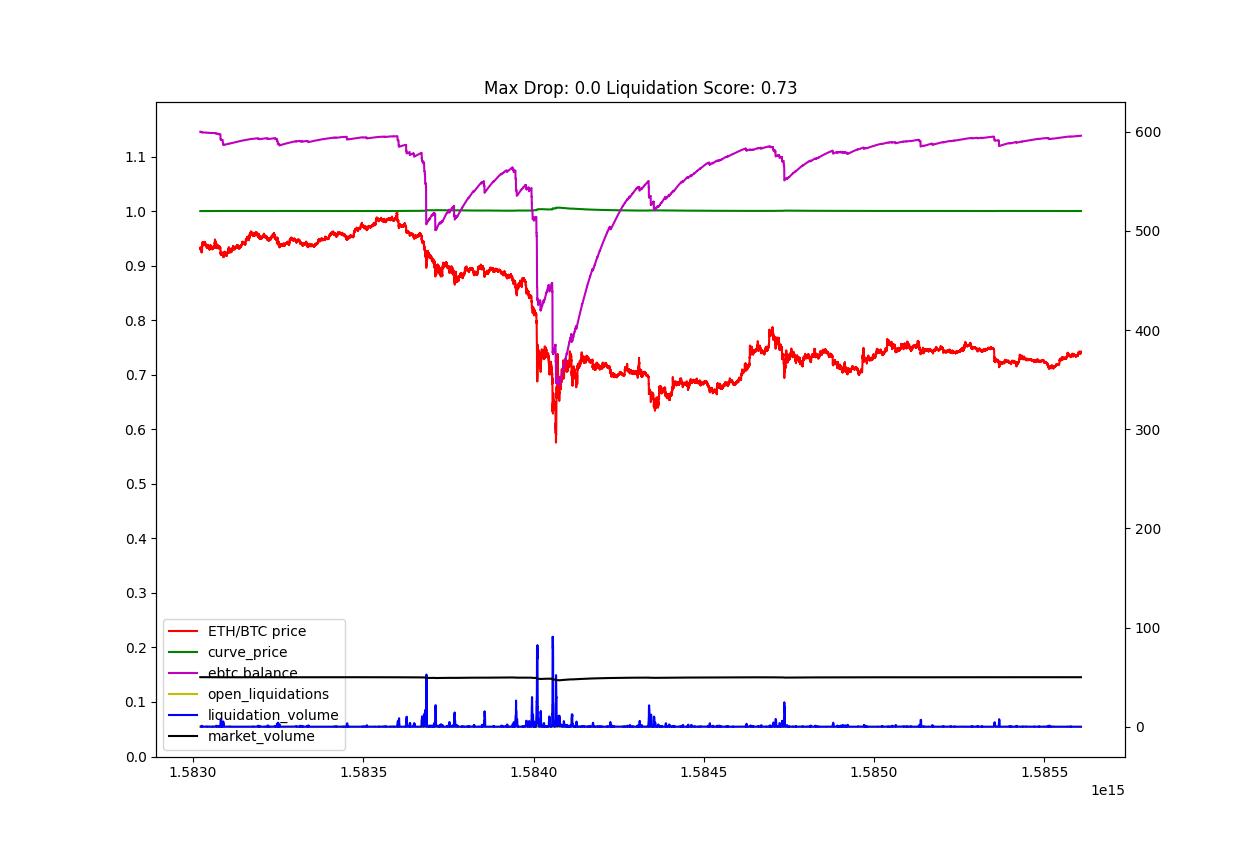 Max Drop: 0.0 Liquidation Score: 0.73
1.1
1.0
0.9
0.8
0.7
0.6
0.5
0.4
0.3
0.2
0.1
0.0
600
500
400
300
200
100
0
ETH/BTC price
curve_price
ebtc balance
open_liquidations
liquidation_volume
market_volume
1.5830 1.5835 1.5840 1.5845 1.5850 1.5855
1e15